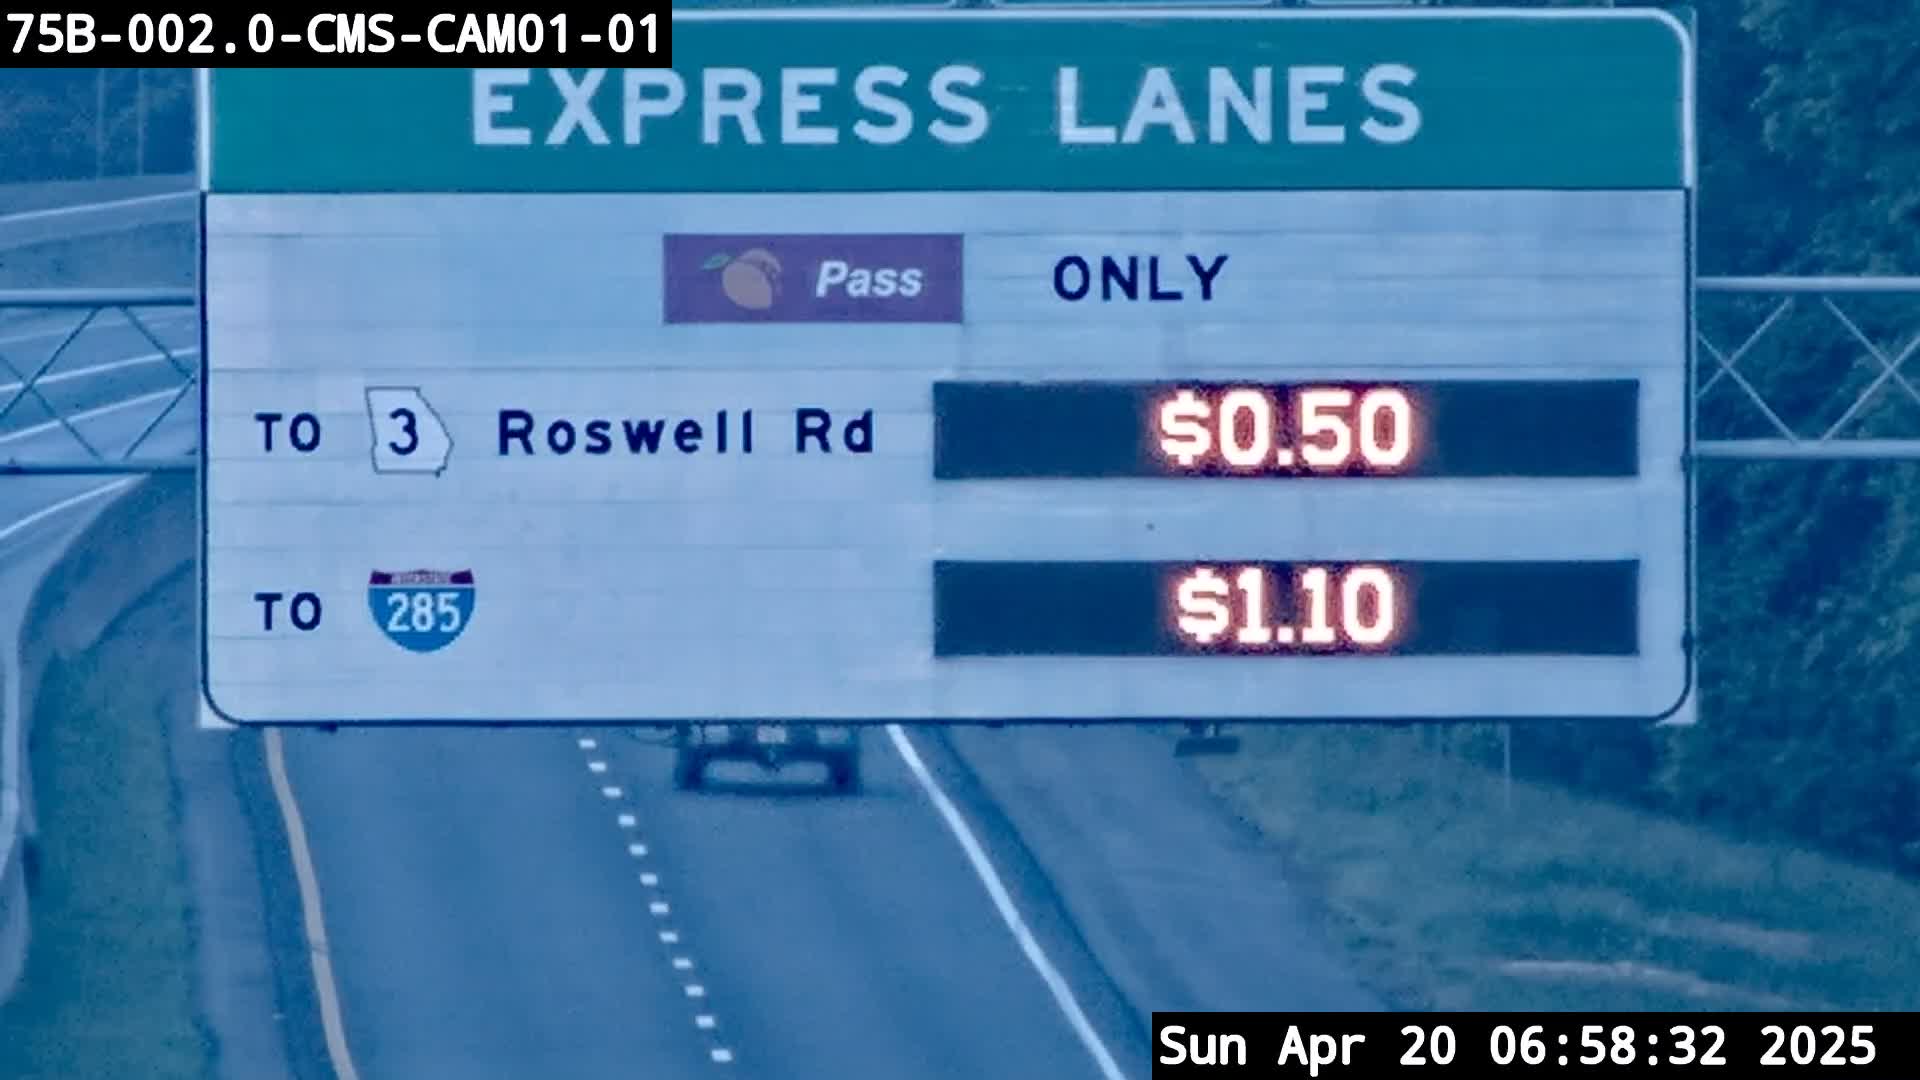 75B-002.0-CMS-CAM01-01
EXPRESS LANES
Pass ONLY
TO 3 Roswell Rd $0.50
TO 285 $1.10
Sun Apr 20 06:58:32 2025